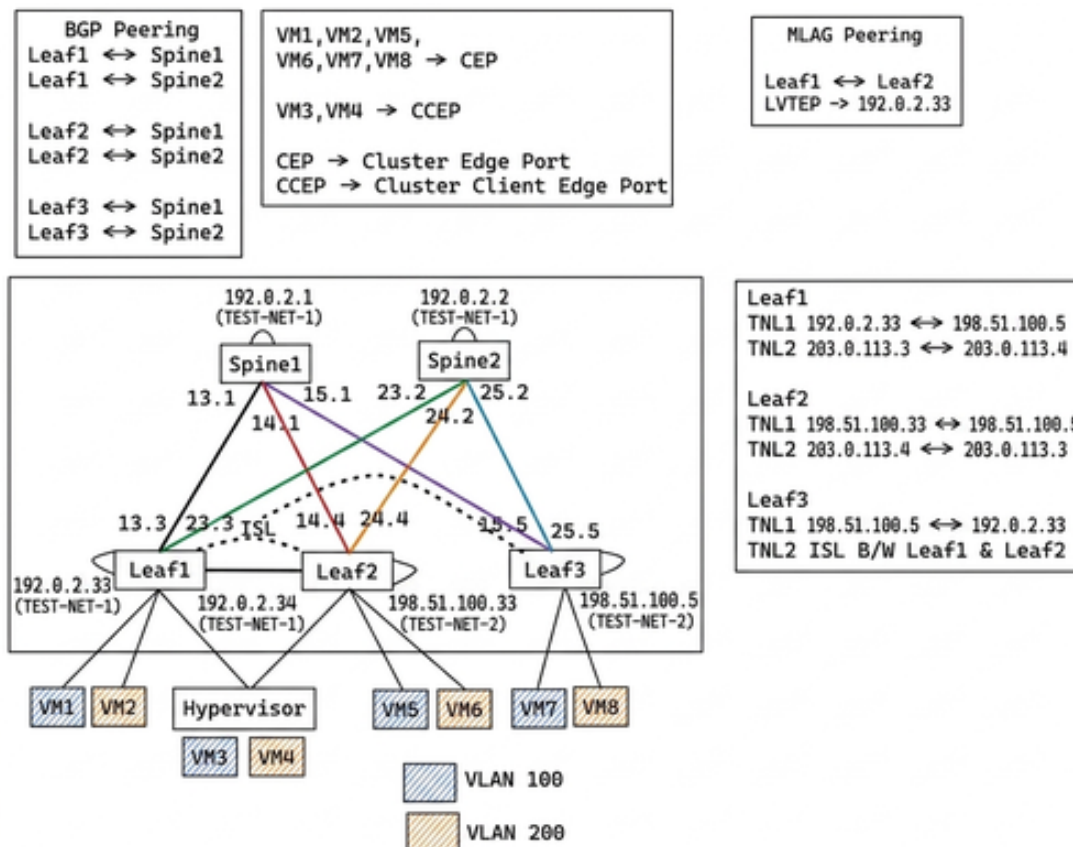 BGP Peering
Leaf1 <-> Spine1
Leaf1 <-> Spine2
Leaf2 <-> Spine1
Leaf2 <-> Spine2
Leaf3 <-> Spine1
Leaf3 <-> Spine2
VM1,VM2,VM5,
VM6,VM7,VM8 → CEP
VM3,VM4 → CCEP
CEP → Cluster Edge Port
CCEP → Cluster Client Edge Port
MLAG Peering
Leaf1 <-> Leaf2
LVTEP -> 192.0.2.33
192.0.2.1
(TEST-NET-1)
192.0.2.2
(TEST-NET-1)
Spine1
Spine2
13.1
15.1
23.2
25.2
14.1
24.2
13.3
23.3
ISL
14.4
24.4
15.5
25.5
Leaf1
Leaf2
Leaf3
192.0.2.33
(TEST-NET-1)
192.0.2.34
(TEST-NET-1)
198.51.100.33
(TEST-NET-2)
198.51.100.5
(TEST-NET-2)
VM1
VM2
Hypervisor
VM5
VM6
VM7
VM8
VM3
VM4
VLAN 100
VLAN 200
Leaf1
TNL1 192.0.2.33 <-> 198.51.100.5
TNL2 203.0.113.3 <-> 203.0.113.4
Leaf2
TNL1 198.51.100.33 <-> 198.51.100.5
TNL2 203.0.113.4 <-> 203.0.113.3
Leaf3
TNL1 198.51.100.5 <-> 192.0.2.33
TNL2 ISL B/W Leaf1 & Leaf2